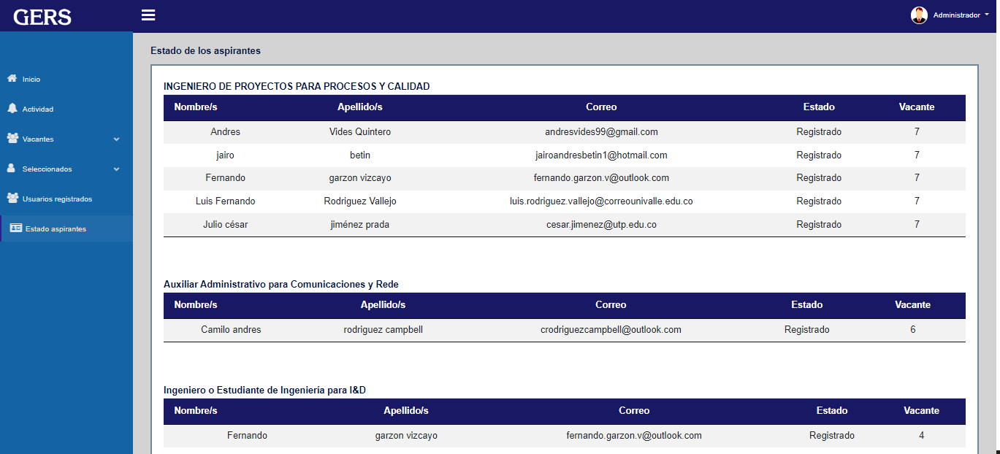 GERS
Administrador
Inicio
Actividad
Vacantes
Seleccionados
Usuarios registrados
Estado aspirantes
Estado de los aspirantes
INGENIERO DE PROYECTOS PARA PROCESOS Y CALIDAD
Nombre/s Apellido/s Correo Estado Vacante
Andres Vides Quintero andresvides99@gmail.com Registrado 7
jairo betin jairoandresbetin1@hotmail.com Registrado 7
Fernando garzon vizcayo fernando.garzon.v@outlook.com Registrado 7
Luis Fernando Rodriguez Vallejo luis.rodriguez.vallejo@correounivalle.edu.co Registrado 7
Julio césar jiménez prada cesar.jimenez@utp.edu.co Registrado 7
Auxiliar Administrativo para Comunicaciones y Rede
Nombre/s Apellido/s Correo Estado Vacante
Camilo andres rodriguez campbell crodriguezcampbell@outlook.com Registrado 6
Ingeniero o Estudiante de Ingeniería para I&D
Nombre/s Apellido/s Correo Estado Vacante
Fernando garzon vizcayo fernando.garzon.v@outlook.com Registrado 4